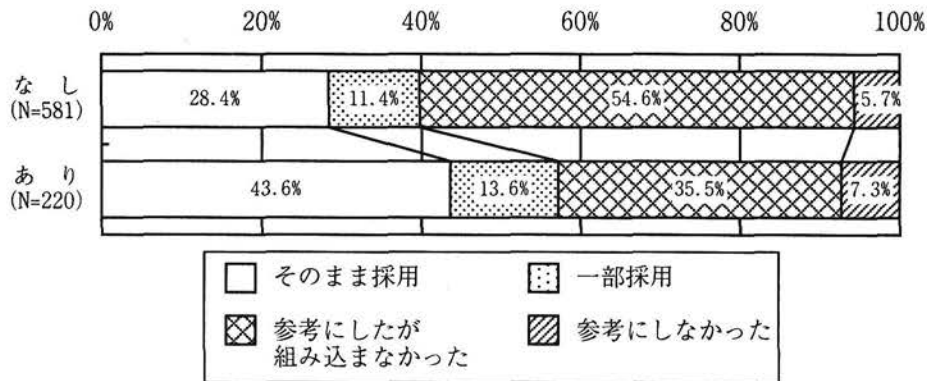 0% 20% 40% 60% 80% 100%
なし
(N=581)
28.4% 11.4% 54.6% 5.7%
あり
(N=220)
43.6% 13.6% 35.5% 7.3%
そのまま採用 一部採用
参考にしたが
組み込まなかった
参考にしなかった